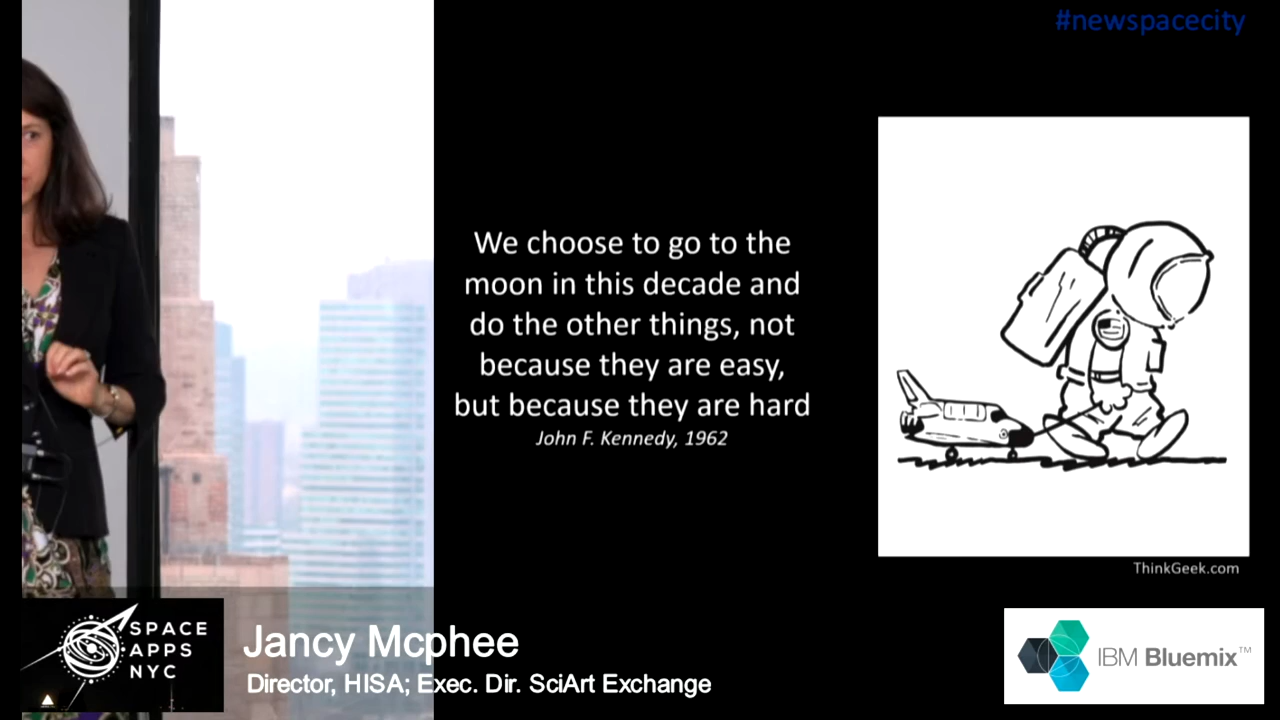 #newspacecity
We choose to go to the
moon in this decade and
do the other things, not
because they are easy,
but because they are hard
John F. Kennedy, 1962
ThinkGeek.com
SPACE
APPS
NYC
Jancy Mcphee
Director, HISA; Exec. Dir. SciArt Exchange
IBM Bluemix™